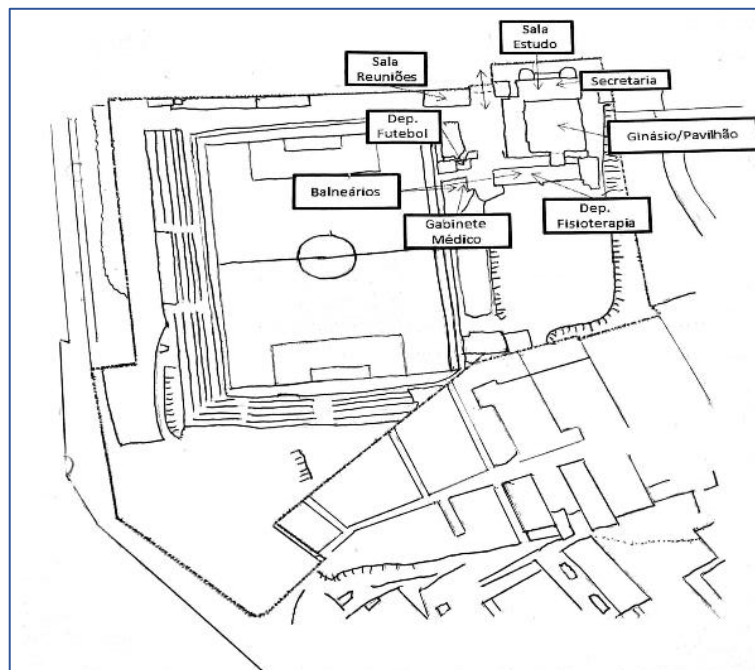 Sala
Estudo
Sala
Reuniões
Secretaria
Dep.
Futebol
Ginásio/Pavilhão
Balneários
Gabinete
Médico
Dep.
Fisioterapia